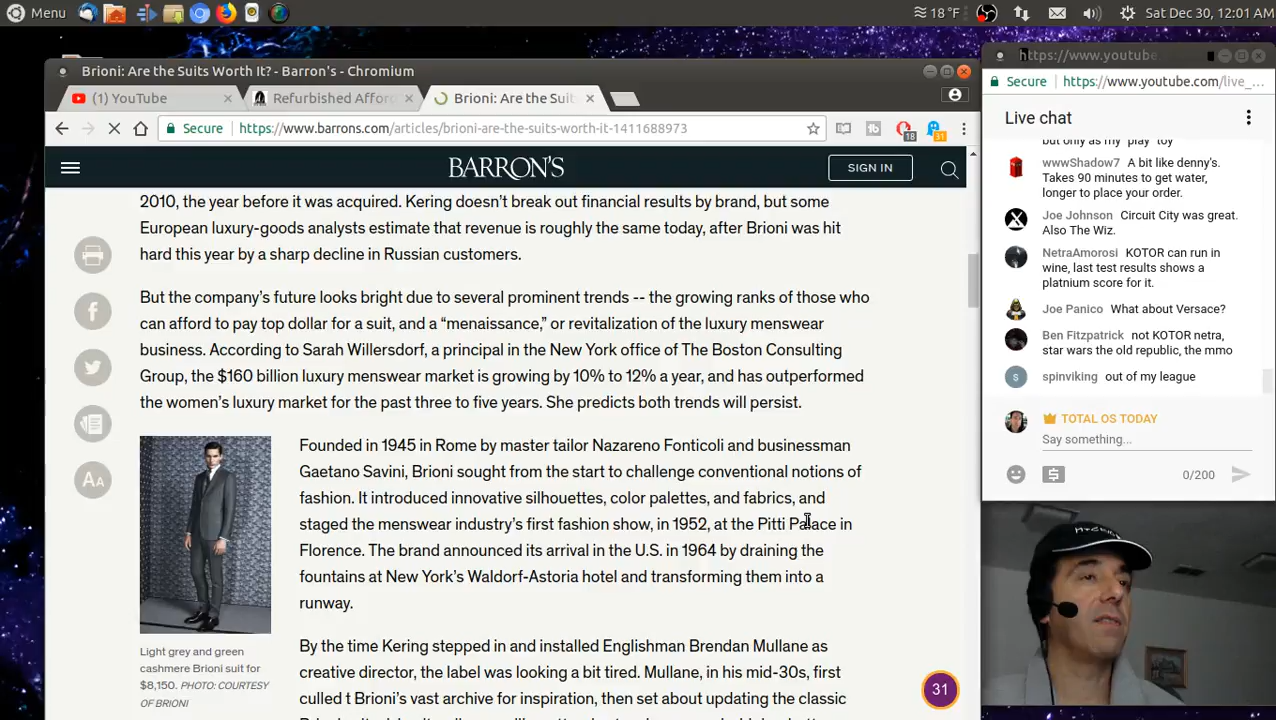 Menu
18 °F
Sat Dec 30, 12:01 AM
Brioni: Are the Suits Worth It? - Barron's - Chromium
https://www.youtube.
(1) YouTube
Refurbished Affor
Brioni: Are the Suit
Secure
https://www.barrons.com/articles/brioni-are-the-suits-worth-it-1411688973
18
31
Secure
https://www.youtube.com/live_...
BARRON'S
SIGN IN
Live chat
2010, the year before it was acquired. Kering doesn't break out financial results by brand, but some
European luxury-goods analysts estimate that revenue is roughly the same today, after Brioni was hit
hard this year by a sharp decline in Russian customers.
But the company's future looks bright due to several prominent trends -- the growing ranks of those who
can afford to pay top dollar for a suit, and a “menaissance,” or revitalization of the luxury menswear
business. According to Sarah Willersdorf, a principal in the New York office of The Boston Consulting
Group, the $160 billion luxury menswear market is growing by 10% to 12% a year, and has outperformed
the women's luxury market for the past three to five years. She predicts both trends will persist.
Founded in 1945 in Rome by master tailor Nazareno Fonticoli and businessman
Gaetano Savini, Brioni sought from the start to challenge conventional notions of
fashion. It introduced innovative silhouettes, color palettes, and fabrics, and
staged the menswear industry's first fashion show, in 1952, at the Pitti Palace in
Florence. The brand announced its arrival in the U.S. in 1964 by draining the
fountains at New York's Waldorf-Astoria hotel and transforming them into a
runway.
Light grey and green
cashmere Brioni suit for
$8,150. PHOTO: COURTESY
OF BRIONI
By the time Kering stepped in and installed Englishman Brendan Mullane as
creative director, the label was looking a bit tired. Mullane, in his mid-30s, first
culled t Brioni's vast archive for inspiration, then set about updating the classic
AA
31
but only as my "play" toy
wwwShadow7 A bit like denny's.
Takes 90 minutes to get water,
longer to place your order.
Joe Johnson Circuit City was great.
Also The Wiz.
NetraAmorosi KOTOR can run in
wine, last test results shows a
platnium score for it.
Joe Panico What about Versace?
Ben Fitzpatrick not KOTOR netra,
star wars the old republic, the mmo
s
spinviking out of my league
TOTAL OS TODAY
Say something...
0/200